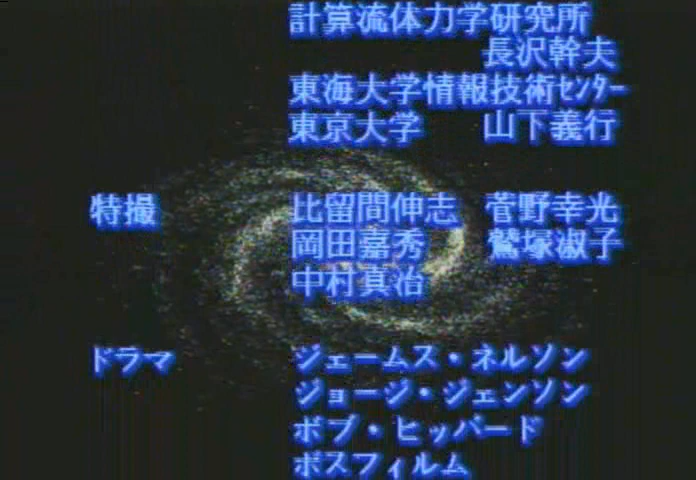 計算流体力学研究所
長沢幹夫
東海大学情報技術ｾﾝﾀｰ
東京大学 山下義行
特撮 比留間伸志 菅野幸光
岡田嘉秀 鷲塚淑子
中村真治
ドラマ ジェームス・ネルソン
ジョージ・ジェンソン
ボブ・ヒッバード
ボスフィルム